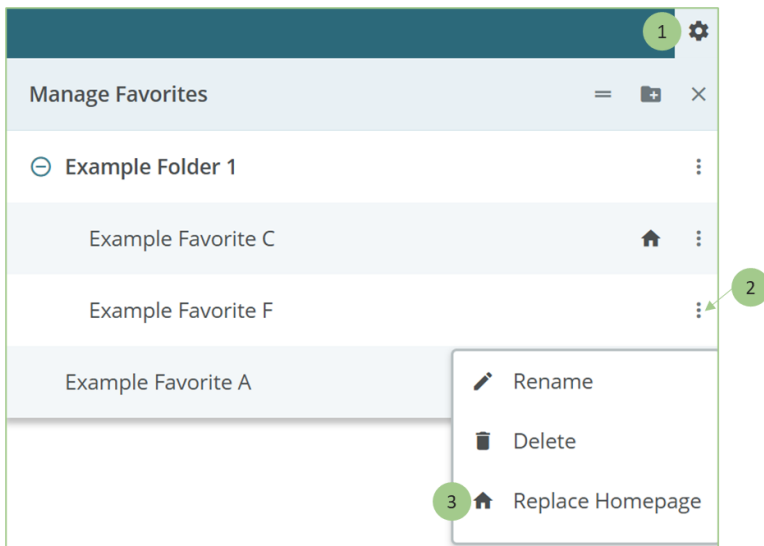 1
Manage Favorites
Example Folder 1
Example Favorite C
2
Example Favorite F
Example Favorite A
Rename
Delete
3 Replace Homepage